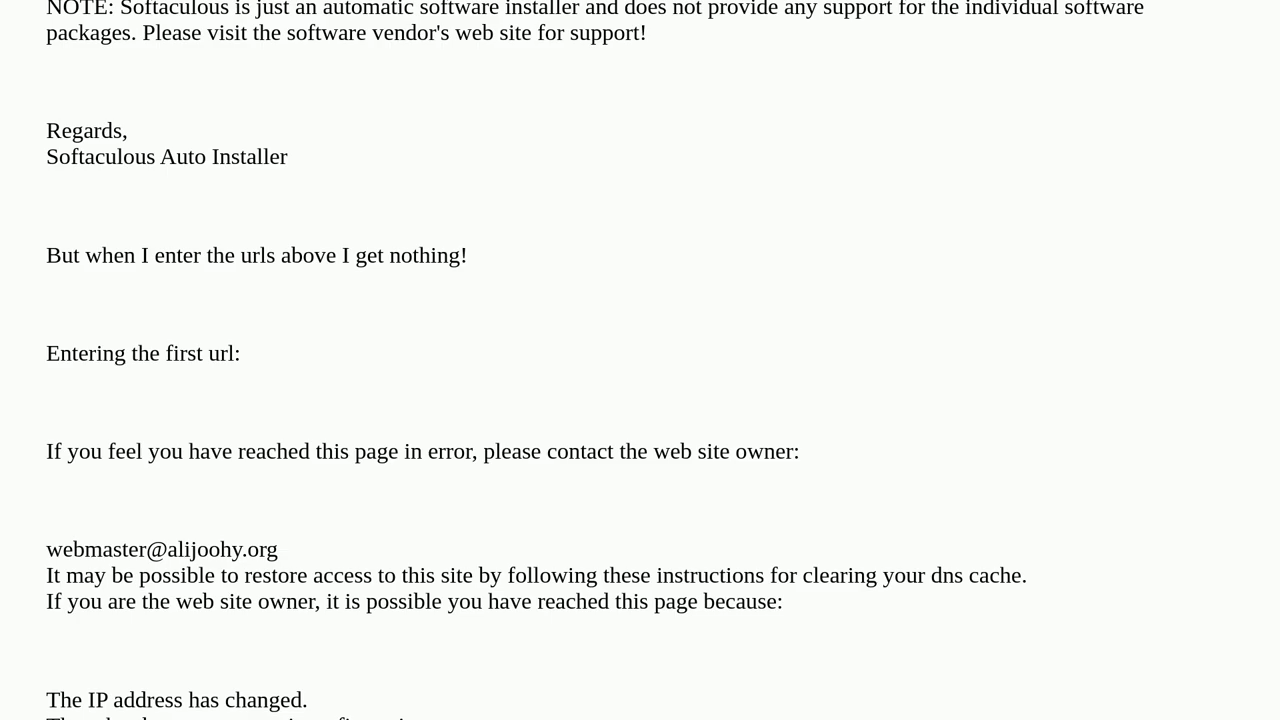 NOTE: Softaculous is just an automatic software installer and does not provide any support for the individual software
packages. Please visit the software vendor's web site for support!
Regards,
Softaculous Auto Installer
But when I enter the urls above I get nothing!
Entering the first url:
If you feel you have reached this page in error, please contact the web site owner:
webmaster@alijoohy.org
It may be possible to restore access to this site by following these instructions for clearing your dns cache.
If you are the web site owner, it is possible you have reached this page because:
The IP address has changed.